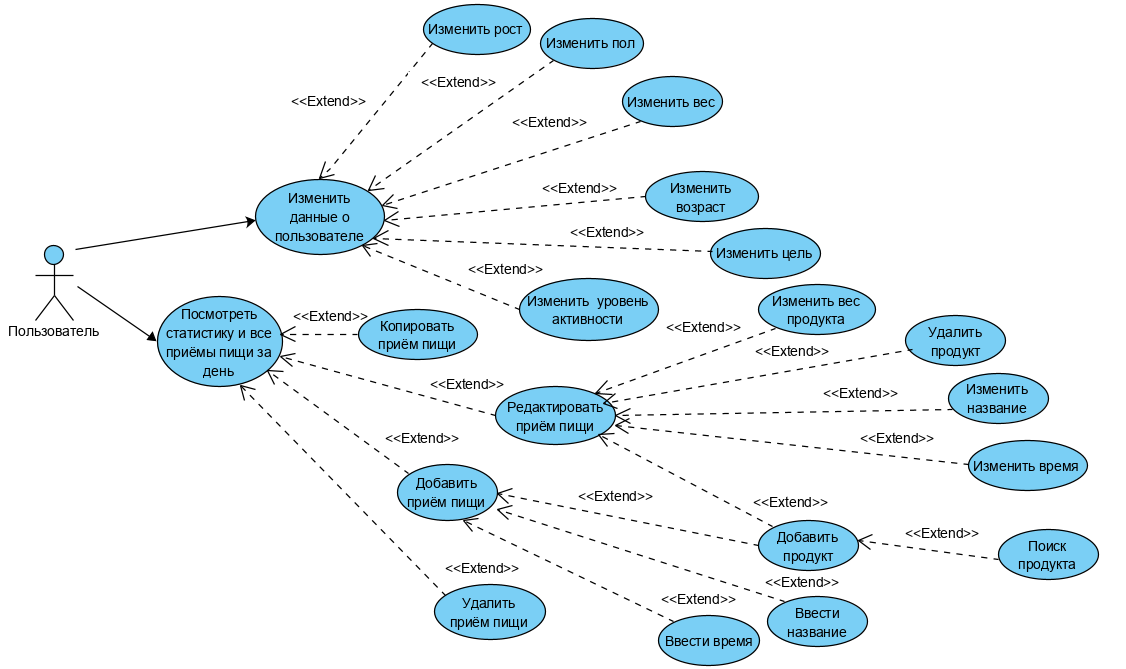 Изменить рост
Изменить пол
<<Extend>>
<<Extend>>
Изменить вес
<<Extend>>
Изменить
возраст
<<Extend>>
Изменить
данные о
пользователе
<<Extend>>
Изменить цель
<<Extend>>
Изменить  уровень
активности
Пользователь
Посмотреть
статистику и все
приёмы пищи за
день
<<Extend>>
Копировать
приём пищи
Изменить вес
продукта
<<Extend>>
Удалить
продукт
<<Extend>>
<<Extend>>
Редактировать
приём пищи
Изменить
название
<<Extend>>
<<Extend>>
Изменить время
<<Extend>>
Добавить
приём пищи
<<Extend>>
<<Extend>>
Добавить
продукт
<<Extend>>
Поиск
продукта
<<Extend>>
Удалить
приём пищи
<<Extend>>
Ввести
название
<<Extend>>
Ввести время